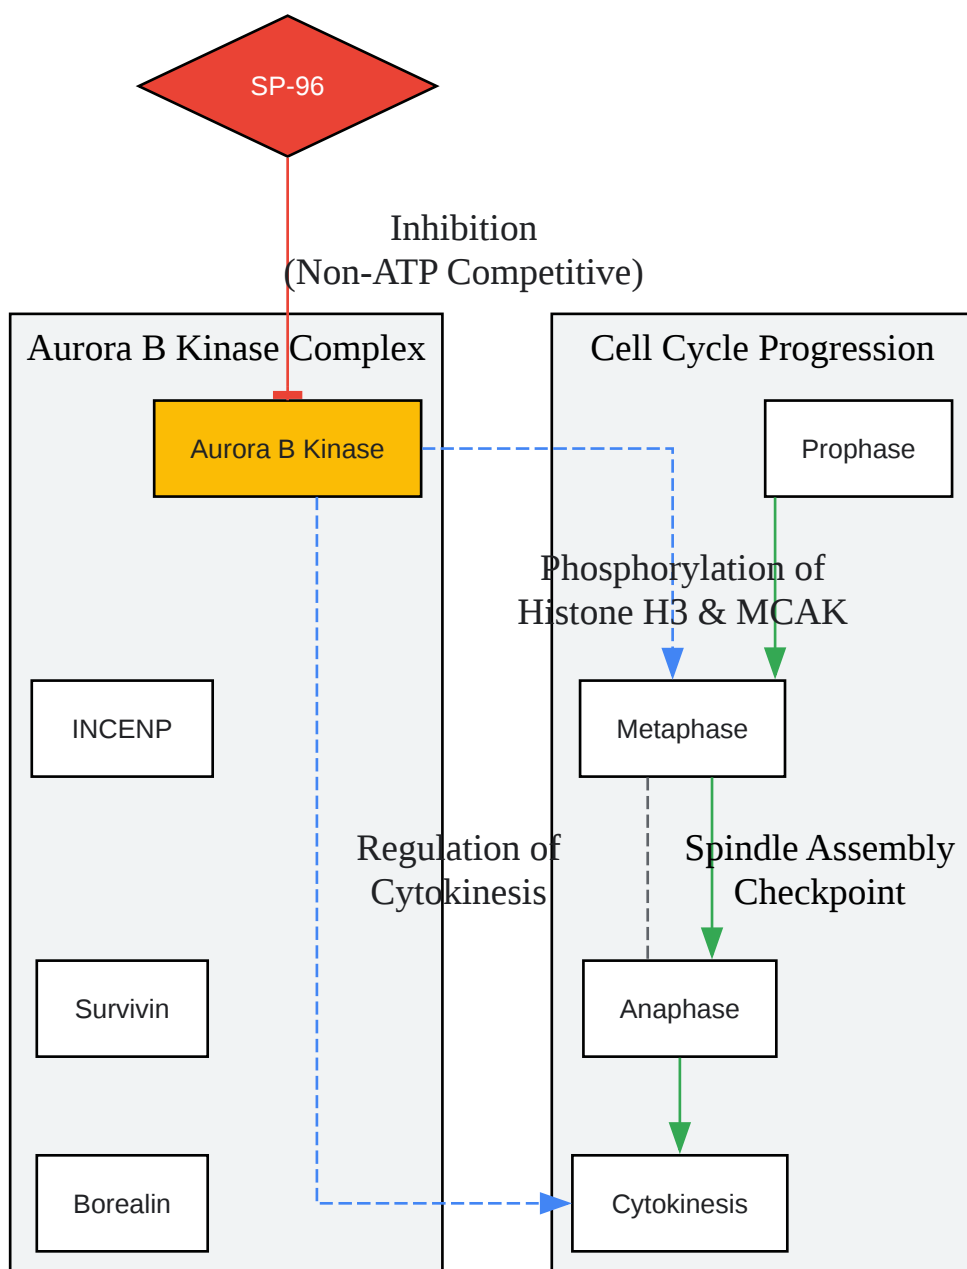 SP-96
Inhibition
(Non-ATP Competitive)
Aurora B Kinase Complex
Cell Cycle Progression
Aurora B Kinase
Prophase
Phosphorylation of
Histone H3 & MCAK
INCENP
Metaphase
Regulation of
Cytokinesis
Spindle Assembly
Checkpoint
Survivin
Anaphase
Borealin
Cytokinesis